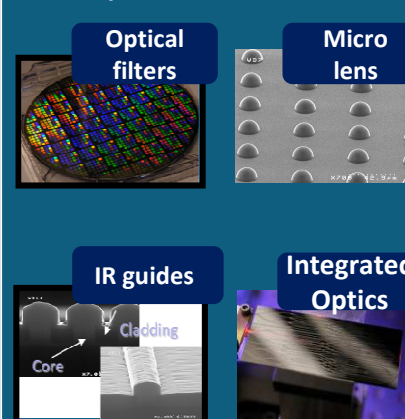 Optical
filters
Micro
lens
IR guides
Integrated
Optics
Cladding
Core